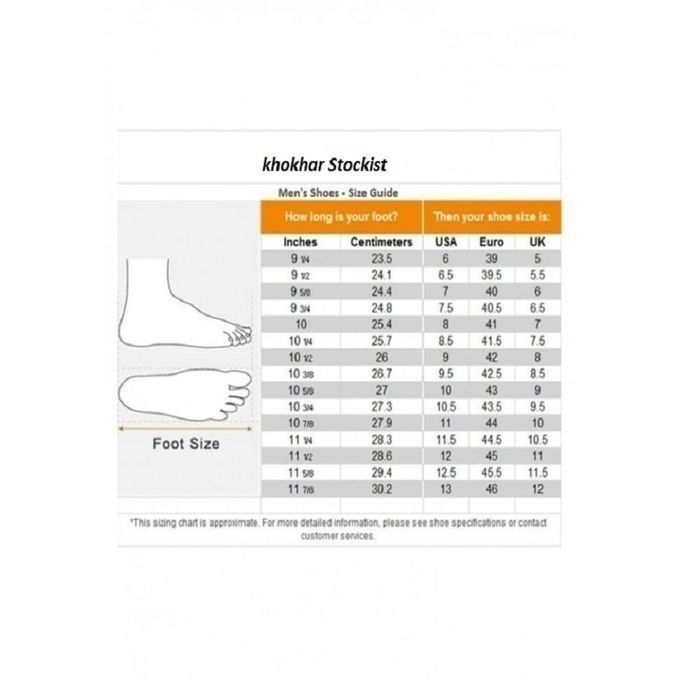 khokhar Stockist
Men's Shoes - Size Guide
How long is your foot? Then your shoe size is:
Inches Centimeters USA Euro UK
9 1/4 23.5 6 39 5
9 1/2 24.1 6.5 39.5 5.5
9 5/8 24.4 7 40 6
9 3/4 24.8 7.5 40.5 6.5
10 25.4 8 41 7
10 1/4 25.7 8.5 41.5 7.5
10 1/2 26 9 42 8
10 3/8 26.7 9.5 42.5 8.5
10 5/8 27 10 43 9
10 3/4 27.3 10.5 43.5 9.5
10 7/8 27.9 11 44 10
11 1/4 28.3 11.5 44.5 10.5
11 1/2 28.6 12 45 11
11 5/8 29.4 12.5 45.5 11.5
11 7/8 30.2 13 46 12
Foot Size
*This sizing chart is approximate. For more detailed information, please see shoe specifications or contact
customer services.